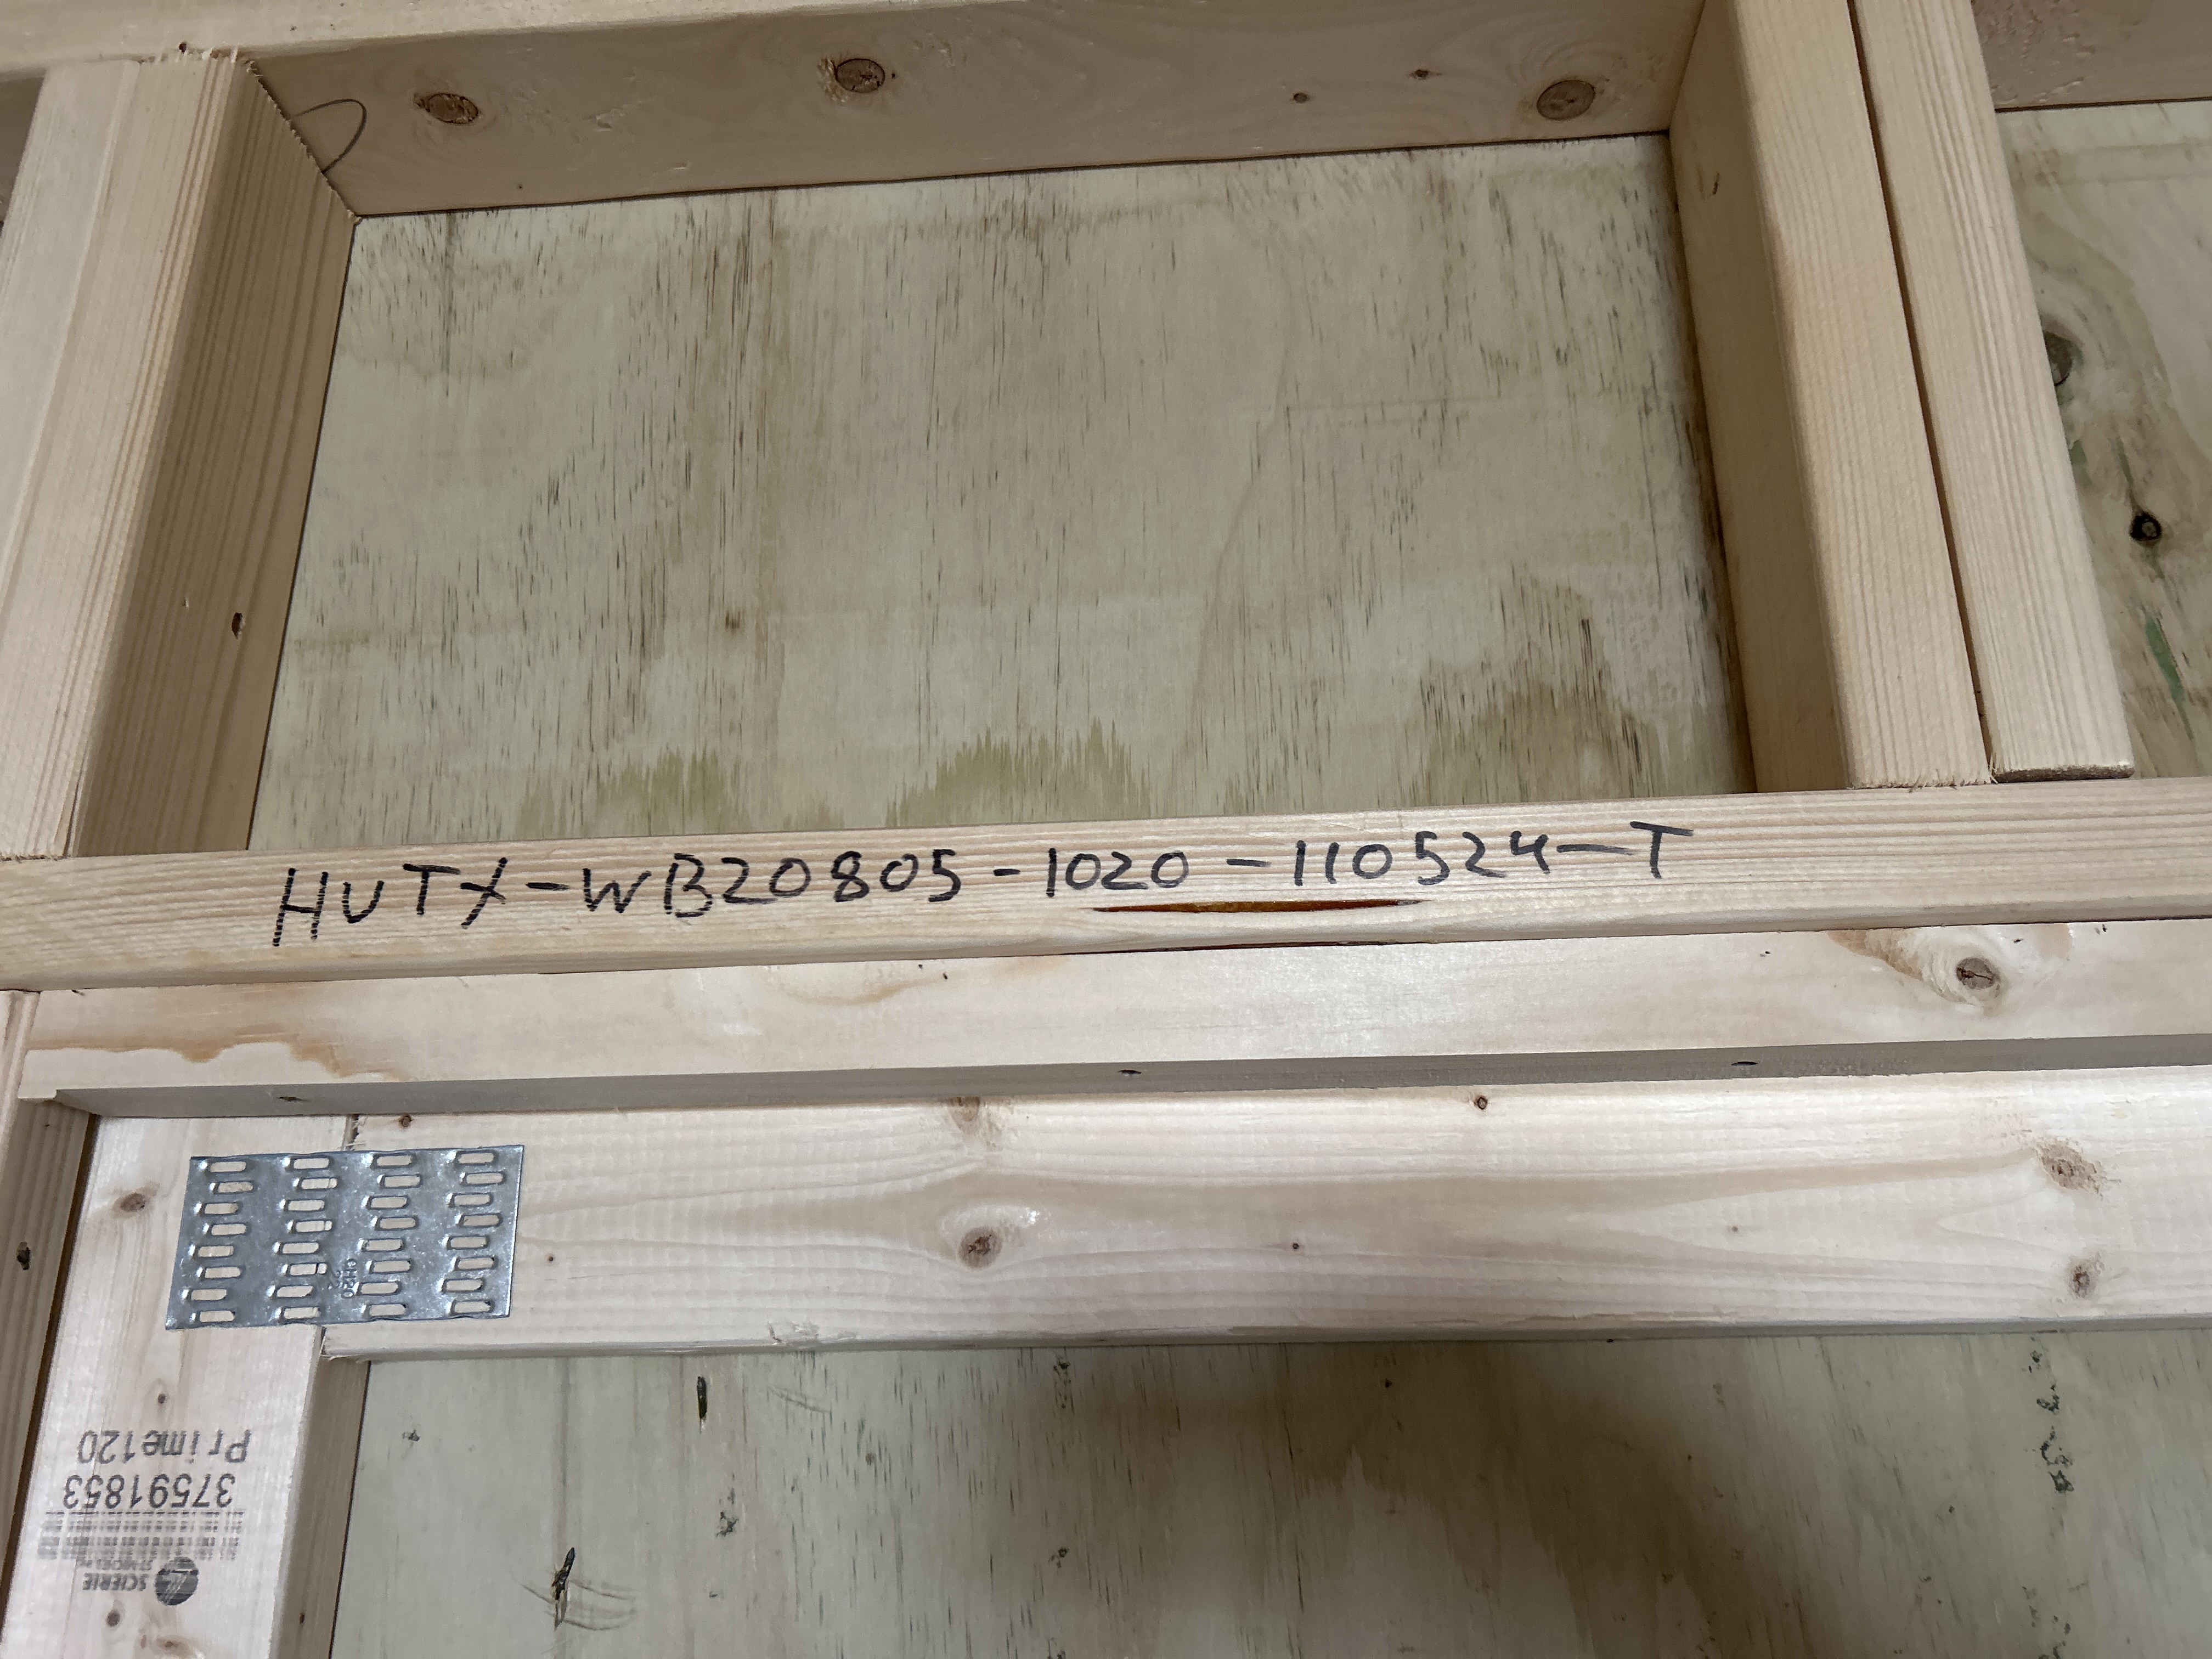 HUTX-WB20805-1020-110524-T
Prime120
37591853
SCIERIE